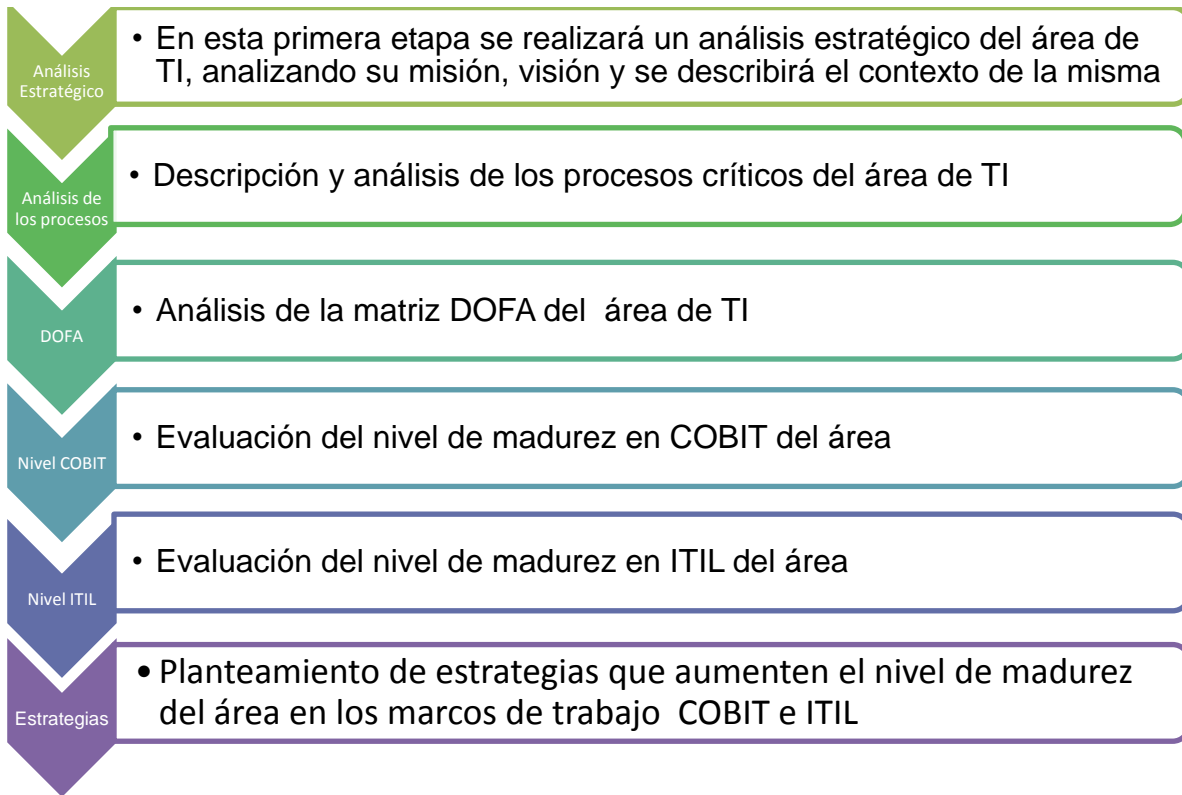 Análisis
Estratégico
• En esta primera etapa se realizará un análisis estratégico del área de
TI, analizando su misión, visión y se describirá el contexto de la misma
Análisis de
los procesos
• Descripción y análisis de los procesos críticos del área de TI
DOFA
• Análisis de la matriz DOFA del  área de TI
Nivel COBIT
• Evaluación del nivel de madurez en COBIT del área
Nivel ITIL
• Evaluación del nivel de madurez en ITIL del área
Estrategias
• Planteamiento de estrategias que aumenten el nivel de madurez
del área en los marcos de trabajo  COBIT e ITIL